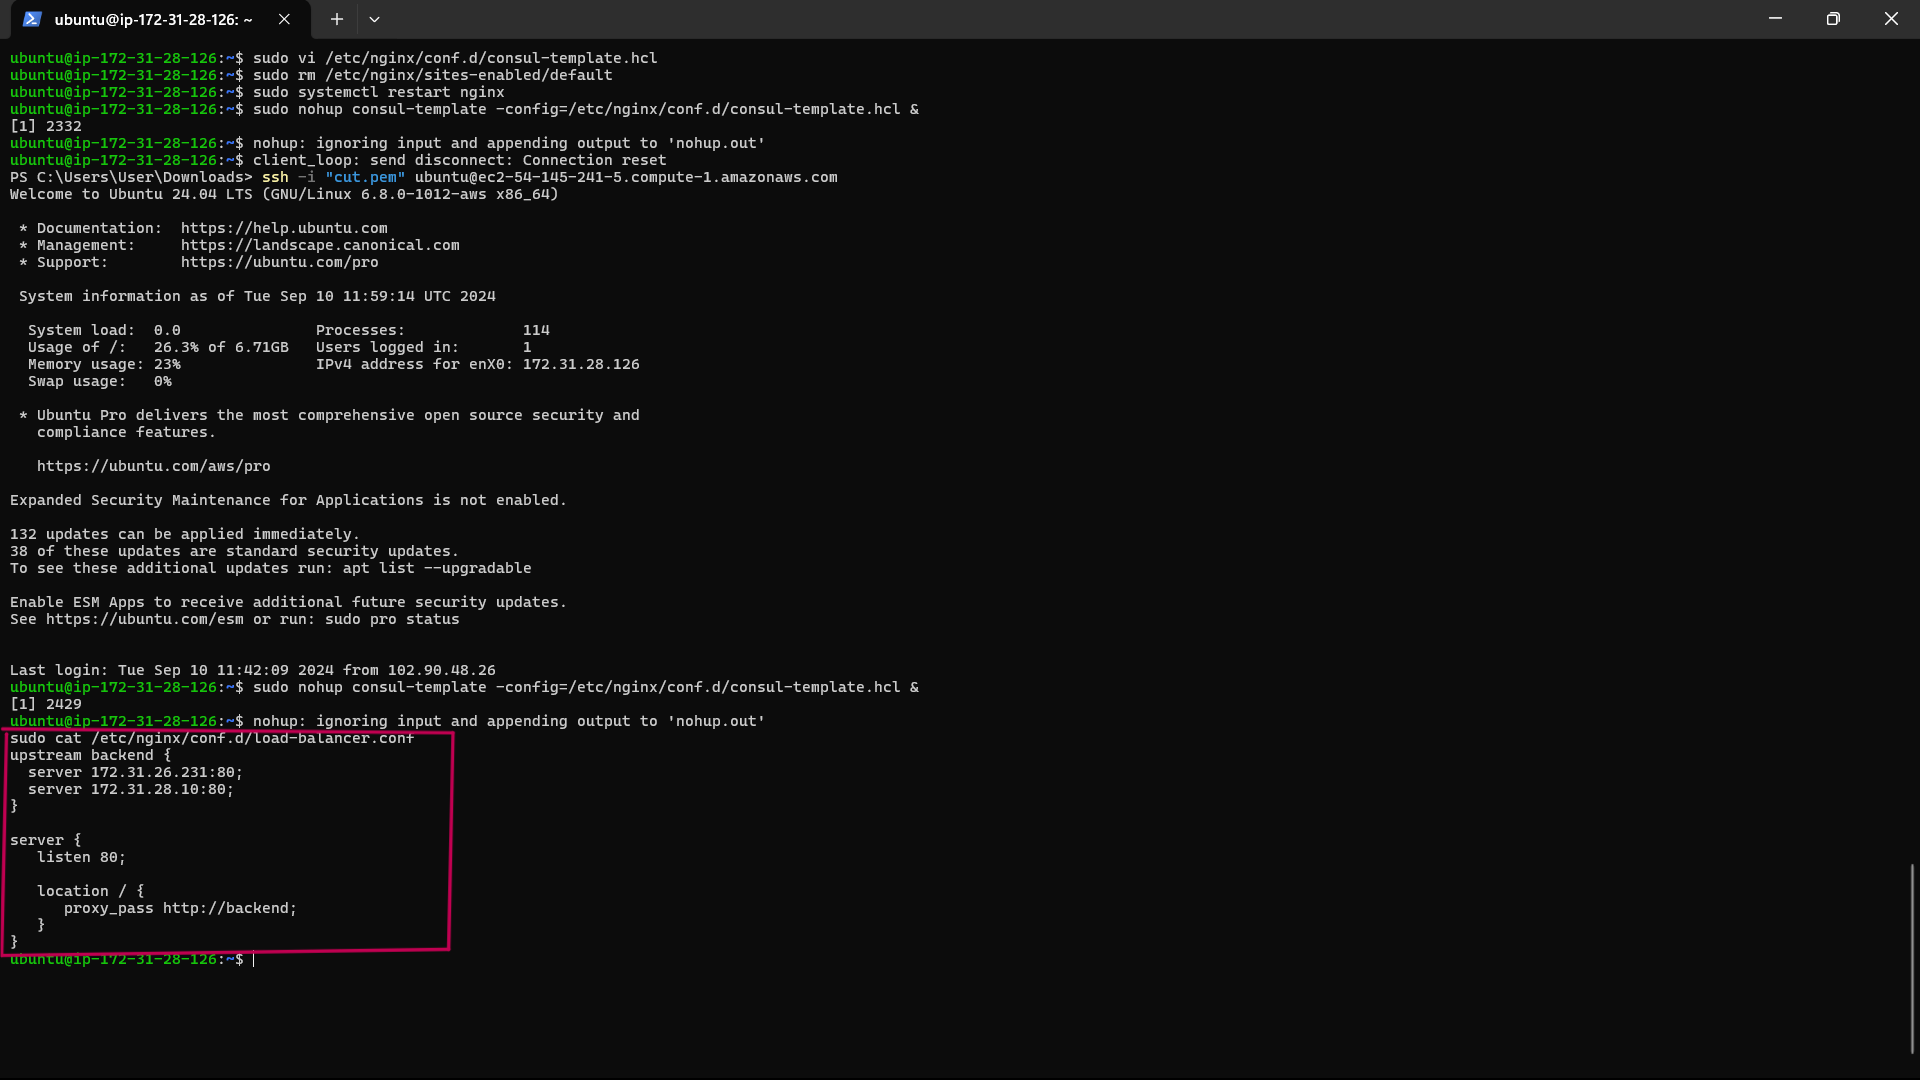 ubuntu@ip-172-31-28-126: ~
ubuntu@ip-172-31-28-126:~$ sudo vi /etc/nginx/conf.d/consul-template.hcl
ubuntu@ip-172-31-28-126:~$ sudo rm /etc/nginx/sites-enabled/default
ubuntu@ip-172-31-28-126:~$ sudo systemctl restart nginx
ubuntu@ip-172-31-28-126:~$ sudo nohup consul-template -config=/etc/nginx/conf.d/consul-template.hcl &
[1] 2332
ubuntu@ip-172-31-28-126:~$ nohup: ignoring input and appending output to 'nohup.out'
ubuntu@ip-172-31-28-126:~$ client_loop: send disconnect: Connection reset
PS C:\Users\User\Downloads> ssh -i "cut.pem" ubuntu@ec2-54-145-241-5.compute-1.amazonaws.com
Welcome to Ubuntu 24.04 LTS (GNU/Linux 6.8.0-1012-aws x86_64)
* Documentation:  https://help.ubuntu.com
* Management:     https://landscape.canonical.com
* Support:        https://ubuntu.com/pro
System information as of Tue Sep 10 11:59:14 UTC 2024
System load:  0.0               Processes:             114
Usage of /:   26.3% of 6.71GB   Users logged in:       1
Memory usage: 23%               IPv4 address for enX0: 172.31.28.126
Swap usage:   0%
* Ubuntu Pro delivers the most comprehensive open source security and
compliance features.
https://ubuntu.com/aws/pro
Expanded Security Maintenance for Applications is not enabled.
132 updates can be applied immediately.
38 of these updates are standard security updates.
To see these additional updates run: apt list --upgradable
Enable ESM Apps to receive additional future security updates.
See https://ubuntu.com/esm or run: sudo pro status
Last login: Tue Sep 10 11:42:09 2024 from 102.90.48.26
ubuntu@ip-172-31-28-126:~$ sudo nohup consul-template -config=/etc/nginx/conf.d/consul-template.hcl &
[1] 2429
ubuntu@ip-172-31-28-126:~$ nohup: ignoring input and appending output to 'nohup.out'
sudo cat /etc/nginx/conf.d/load-balancer.conf
upstream backend {
server 172.31.26.231:80;
server 172.31.28.10:80;
}
server {
listen 80;
location / {
proxy_pass http://backend;
}
}
ubuntu@ip-172-31-28-126:~$